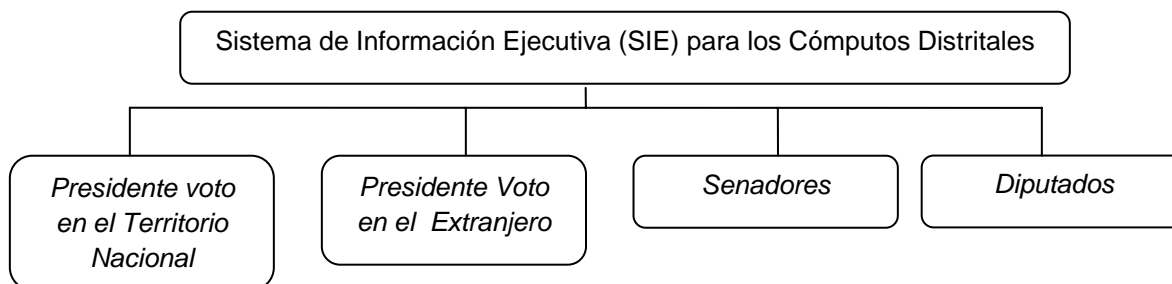 Sistema de Información Ejecutiva (SIE) para los Cómputos Distritales
Presidente voto
en el Territorio
Nacional
Presidente Voto
en el Extranjero
Senadores
Diputados